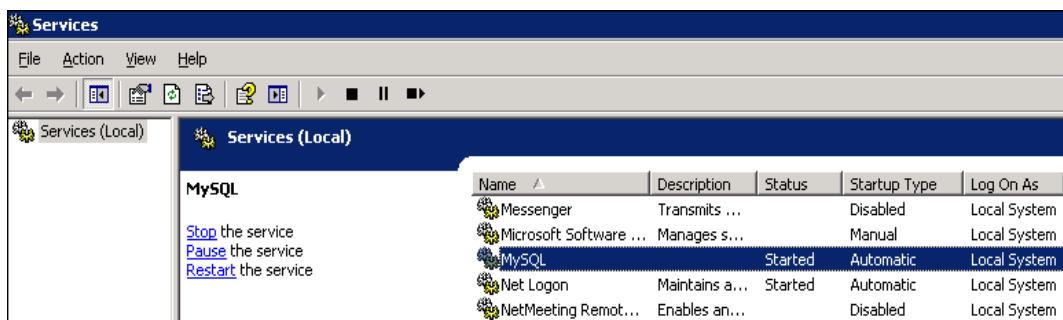 Services
File Action View Help
Services (Local)
Services (Local)
MySQL
Stop the service
Pause the service
Restart the service
Name Description Status Startup Type Log On As
Messenger Transmits ... Disabled Local System
Microsoft Software ... Manages s... Manual Local System
MySQL Started Automatic Local System
Net Logon Maintains a... Started Automatic Local System
NetMeeting Remot... Enables an... Disabled Local System